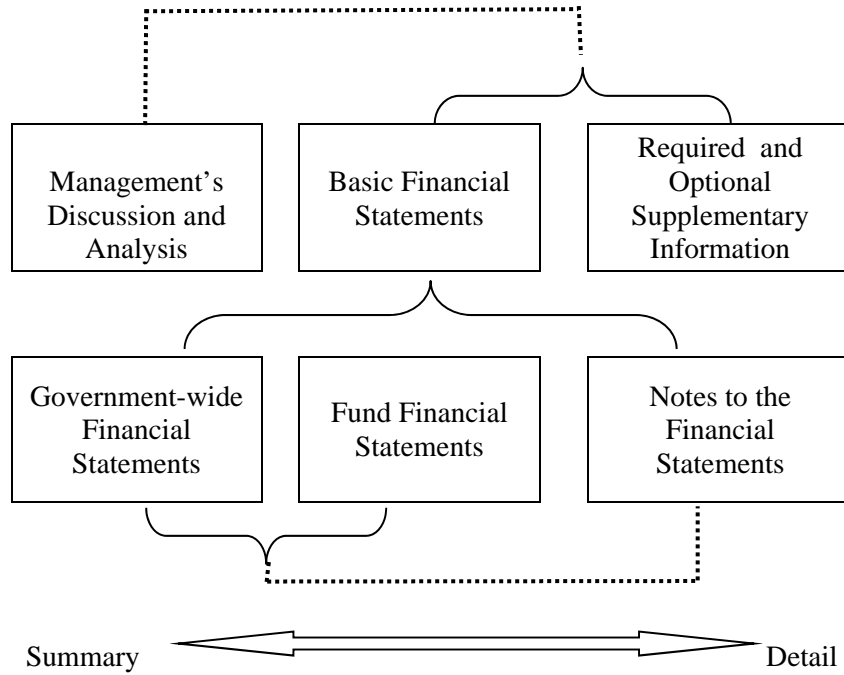 Management’s
Discussion and
Analysis
Basic Financial
Statements
Required and
Optional
Supplementary
Information
Government-wide
Financial
Statements
Fund Financial
Statements
Notes to the
Financial
Statements
Summary
Detail